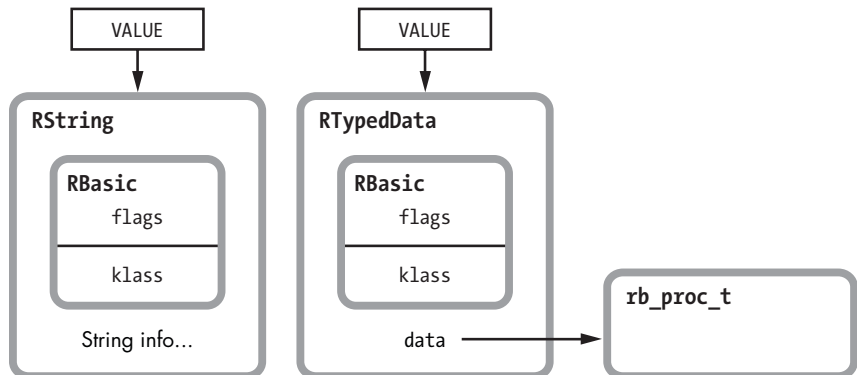 VALUE
RString
RBasic
flags
klass
String info...
VALUE
RTypedData
RBasic
flags
klass
data
rb_proc_t